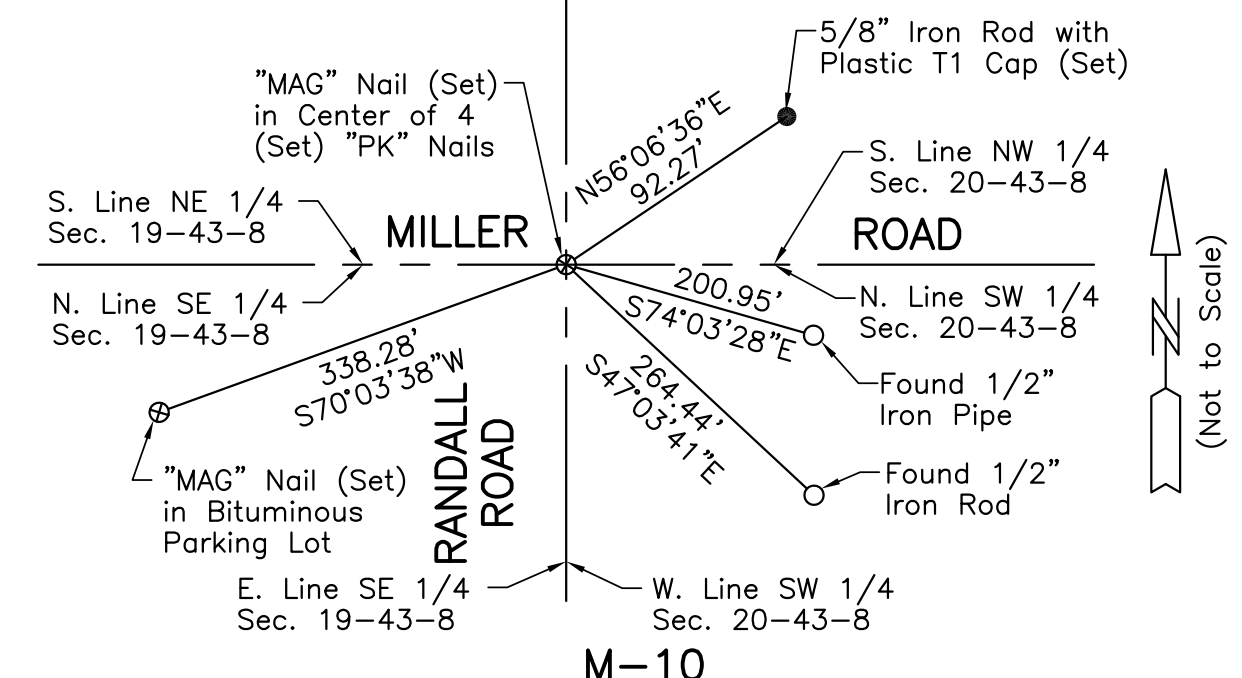 5/8" Iron Rod with
Plastic T1 Cap (Set)
"MAG" Nail (Set)
in Center of 4
(Set) "PK" Nails
N56°06'36"E
92.27'
S. Line NW 1/4
Sec. 20-43-8
S. Line NE 1/4
Sec. 19-43-8
MILLER
ROAD
N. Line SE 1/4
Sec. 19-43-8
200.95'
S74°03'28"E
N. Line SW 1/4
Sec. 20-43-8
(Not to Scale)
N
338.28'
S70°03'38"W
264.44'
S47°03'41"E
Found 1/2"
Iron Pipe
RANDALL
ROAD
"MAG" Nail (Set)
in Bituminous
Parking Lot
Found 1/2"
Iron Rod
E. Line SE 1/4
Sec. 19-43-8
W. Line SW 1/4
Sec. 20-43-8
M-10